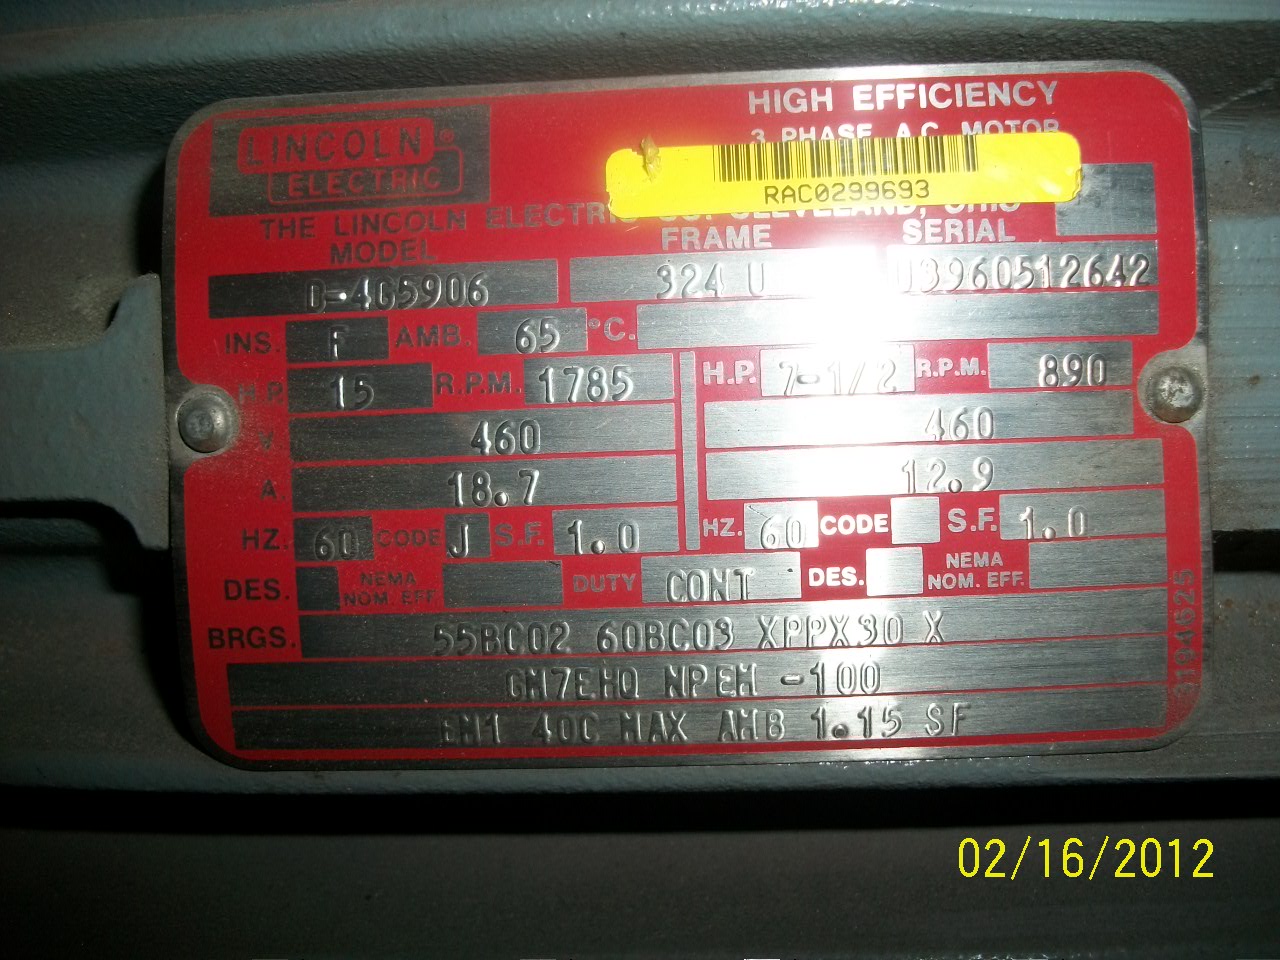 HIGH EFFICIENCY
LINCOLN ®
ELECTRIC
3 PHASE A.C. MOTOR
RAC0299693
THE LINCOLN ELECTRIC CO. CLEVELAND, OHIO
MODEL FRAME SERIAL
D-4G5906 324 U U3960512642
INS. F AMB. 65 °C.
H.P. 15 R.P.M. 1785 H.P. 7-1/2 R.P.M. 890
V 460 460
A. 18.7 12.9
HZ. 60 CODE J S.F. 1.0 HZ. 60 CODE S.F. 1.0
DES. NEMA NOM. EFF. DUTY CONT DES. NEMA NOM. EFF.
BRGS. 55BC02 60BC03 XPPX30 X
GM7EHQ NPEM -100
EM1 40C MAX AMB 1.15 SF
3194625
02/16/2012